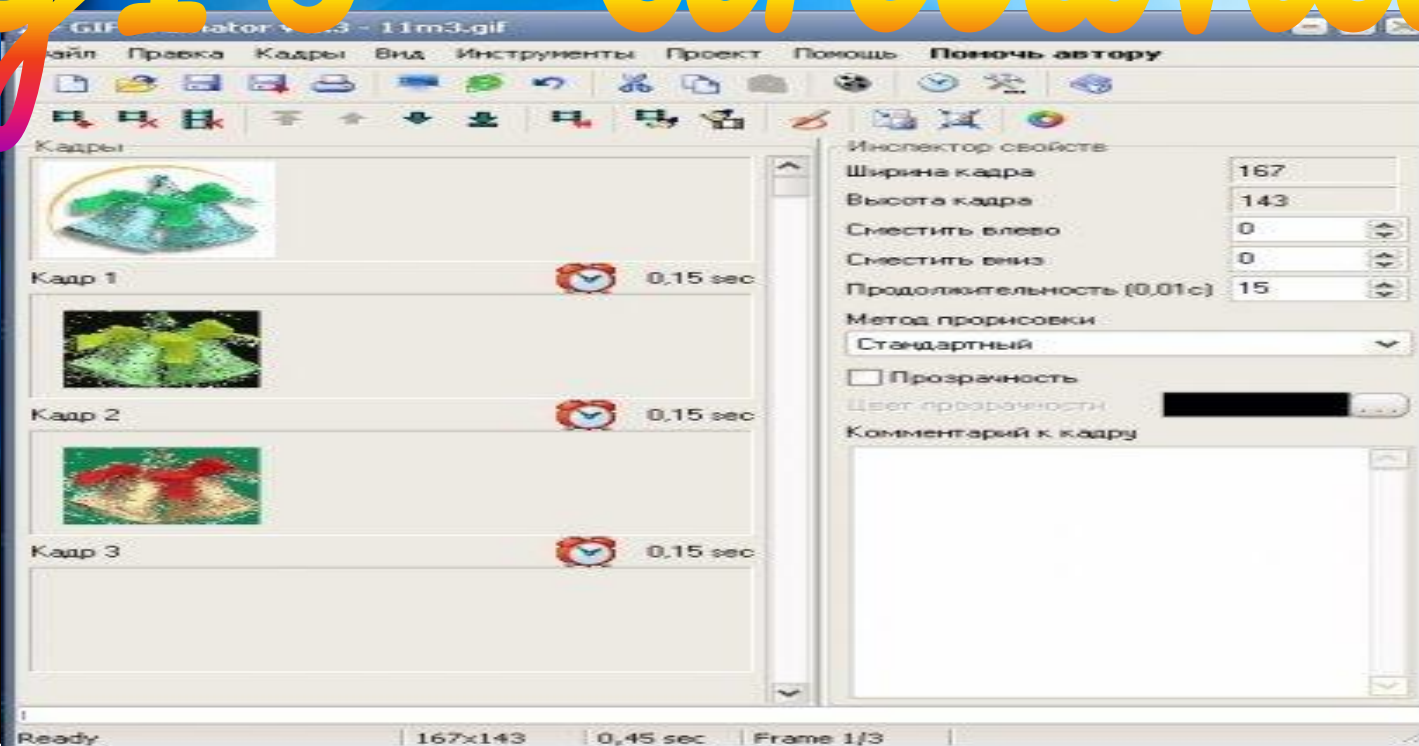 11m3.gif
Правка Кадры Вид Инструменты Проект Помощь Помочь автору
Кадры
Кадр 1 0,15 sec
Кадр 2 0,15 sec
Кадр 3 0,15 sec
Инспектор свойств
Ширина кадра 167
Высота кадра 143
Сместить влево 0
Сместить вниз 0
Продолжительность (0,01с) 15
Метод прорисовки
Стандартный
Прозрачность
Цвет прозрачности ...
Комментарий к кадру
Ready 167x143 0,45 sec Frame 1/3